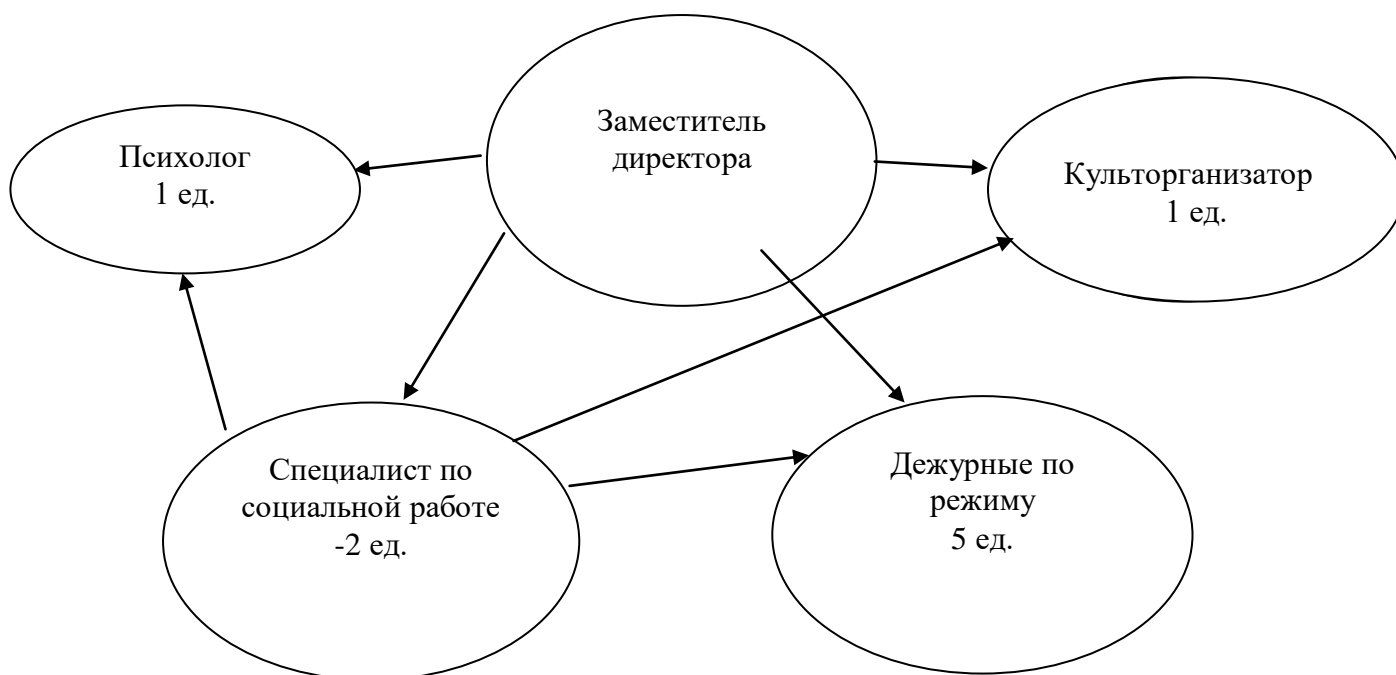 Заместитель
директора
Психолог
1 ед.
Культорганизатор
1 ед.
Специалист по
социальной работе
-2 ед.
Дежурные по
режиму
5 ед.